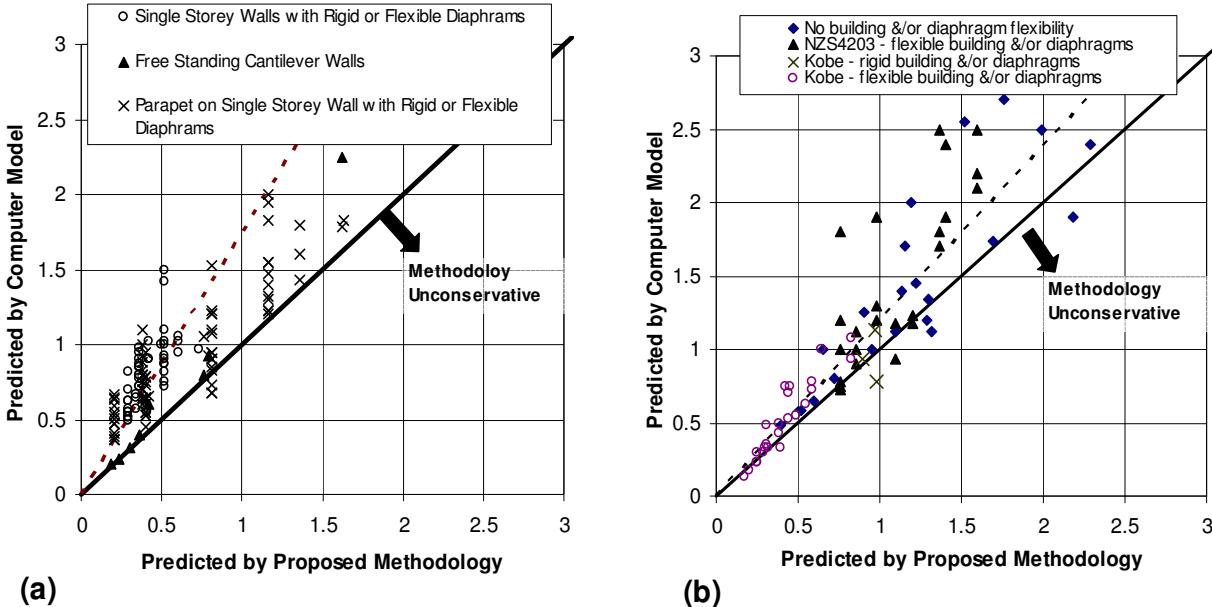 Single Storey Walls with Rigid or Flexible Diaphrams
Free Standing Cantilever Walls
Parapet on Single Storey Wall with Rigid or Flexible
Diaphrams
3
2.5
2
1.5
1
0.5
0
Predicted by Computer Model
Methodoloy
Unconservative
0 0.5 1 1.5 2 2.5 3
Predicted by Proposed Methodology
(a)
No building &/or diaphragm flexibility
NZS4203 - flexible building &/or diaphragms
Kobe - rigid building &/or diaphragms
Kobe - flexible building &/or diaphragms
3
2.5
2
1.5
1
0.5
0
Predicted by Computer Model
Methodology
Unconservative
0 0.5 1 1.5 2 2.5 3
Predicted by Proposed Methodology
(b)